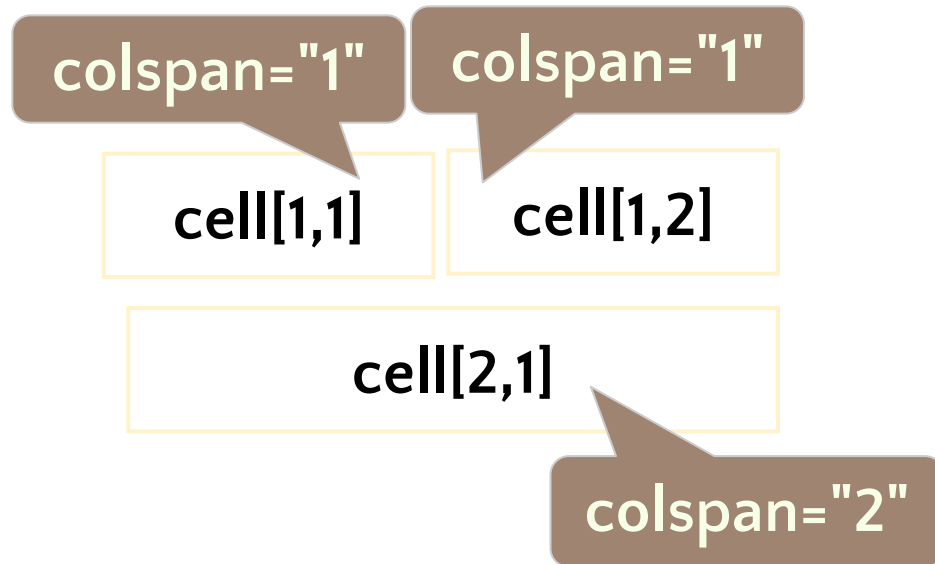 colspan="1"
colspan="1"
cell[1,1]
cell[1,2]
cell[2,1]
colspan="2"